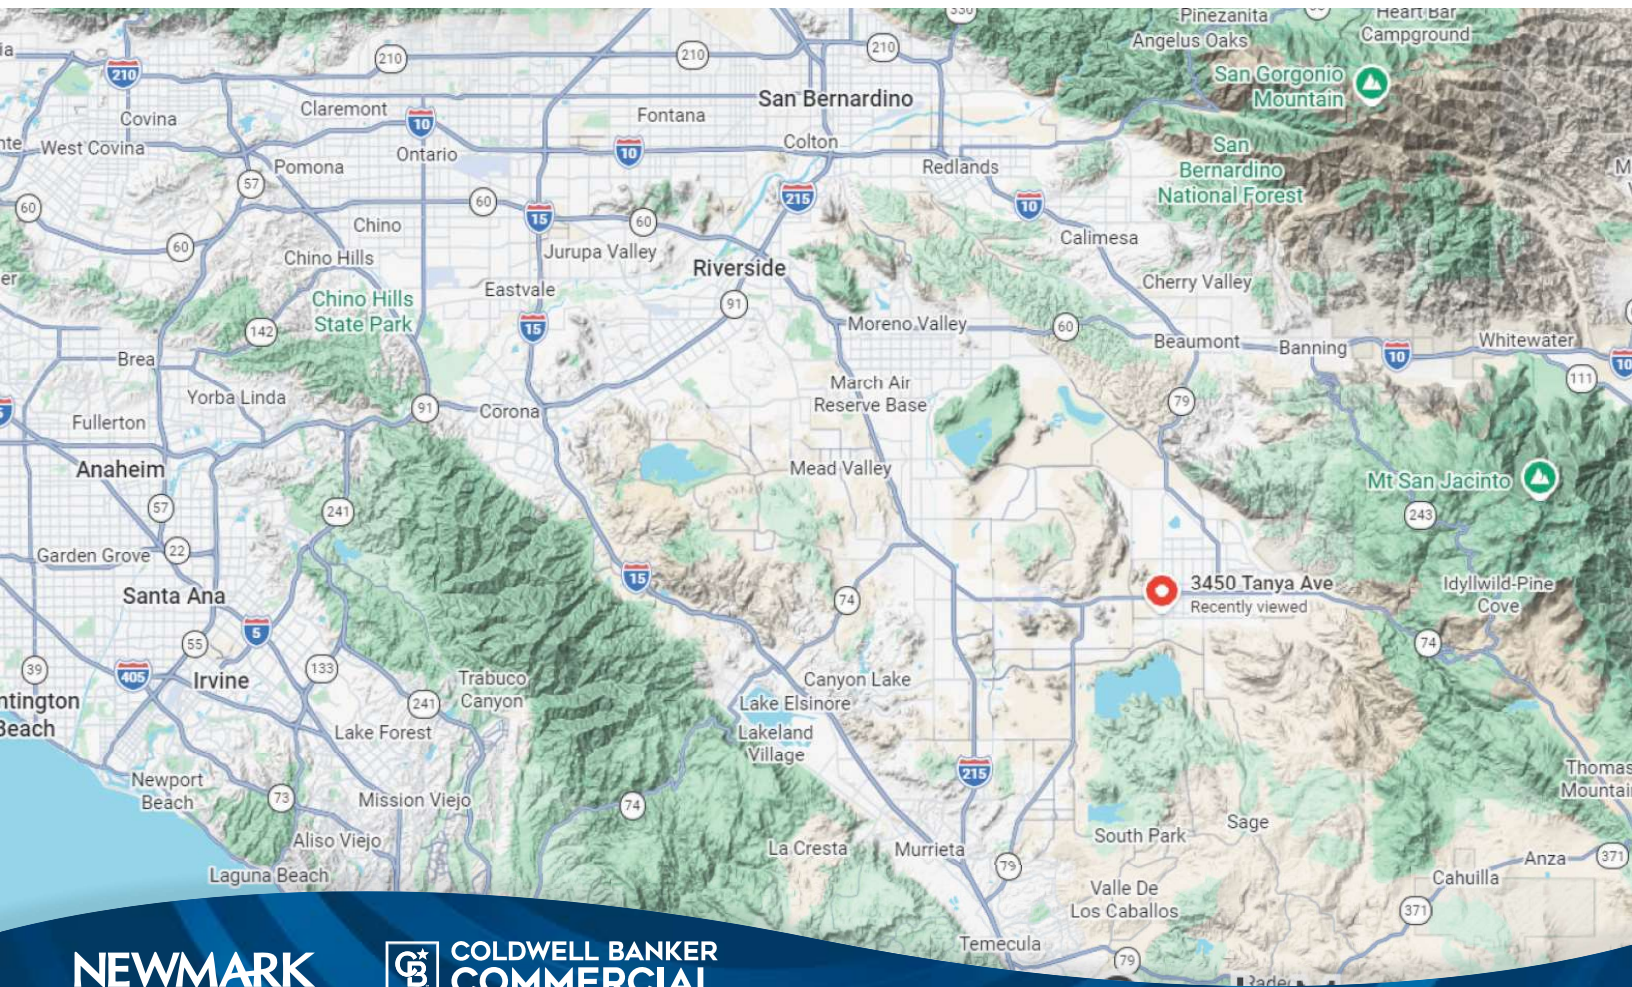 330
Pinezanita
Heart Bar
Campground
Angelus Oaks
210
210
210
210
San Gorgonio
Mountain
Covina
Claremont
10
Fontana
San Bernardino
West Covina
Pomona
Ontario
10
Colton
Redlands
San
Bernardino
National Forest
57
60
60
15
60
215
10
Chino
Calimesa
60
Chino Hills
Jurupa Valley
Riverside
Cherry Valley
Eastvale
Chino Hills
State Park
91
142
15
Moreno Valley
60
Beaumont
Banning
10
Whitewater
10
Brea
111
Yorba Linda
91
Corona
March Air
Reserve Base
79
Fullerton
Anaheim
Mead Valley
Mt San Jacinto
57
241
243
22
Garden Grove
15
3450 Tanya Ave
Recently viewed
Idyllwild-Pine
Cove
Santa Ana
74
5
55
74
39
405
133
Irvine
Trabuco
Canyon
Canyon Lake
ntington
Beach
241
Lake Elsinore
Lake Forest
Lakeland
Village
215
Newport
Beach
73
Mission Viejo
74
Thomas
Mountai
Aliso Viejo
La Cresta
Murrieta
South Park
Sage
79
Anza
371
Laguna Beach
Cahuilla
Valle De
Los Caballos
371
Temecula
79
NEWMARK
CB
COLDWELL BANKER
COMMERCIAL